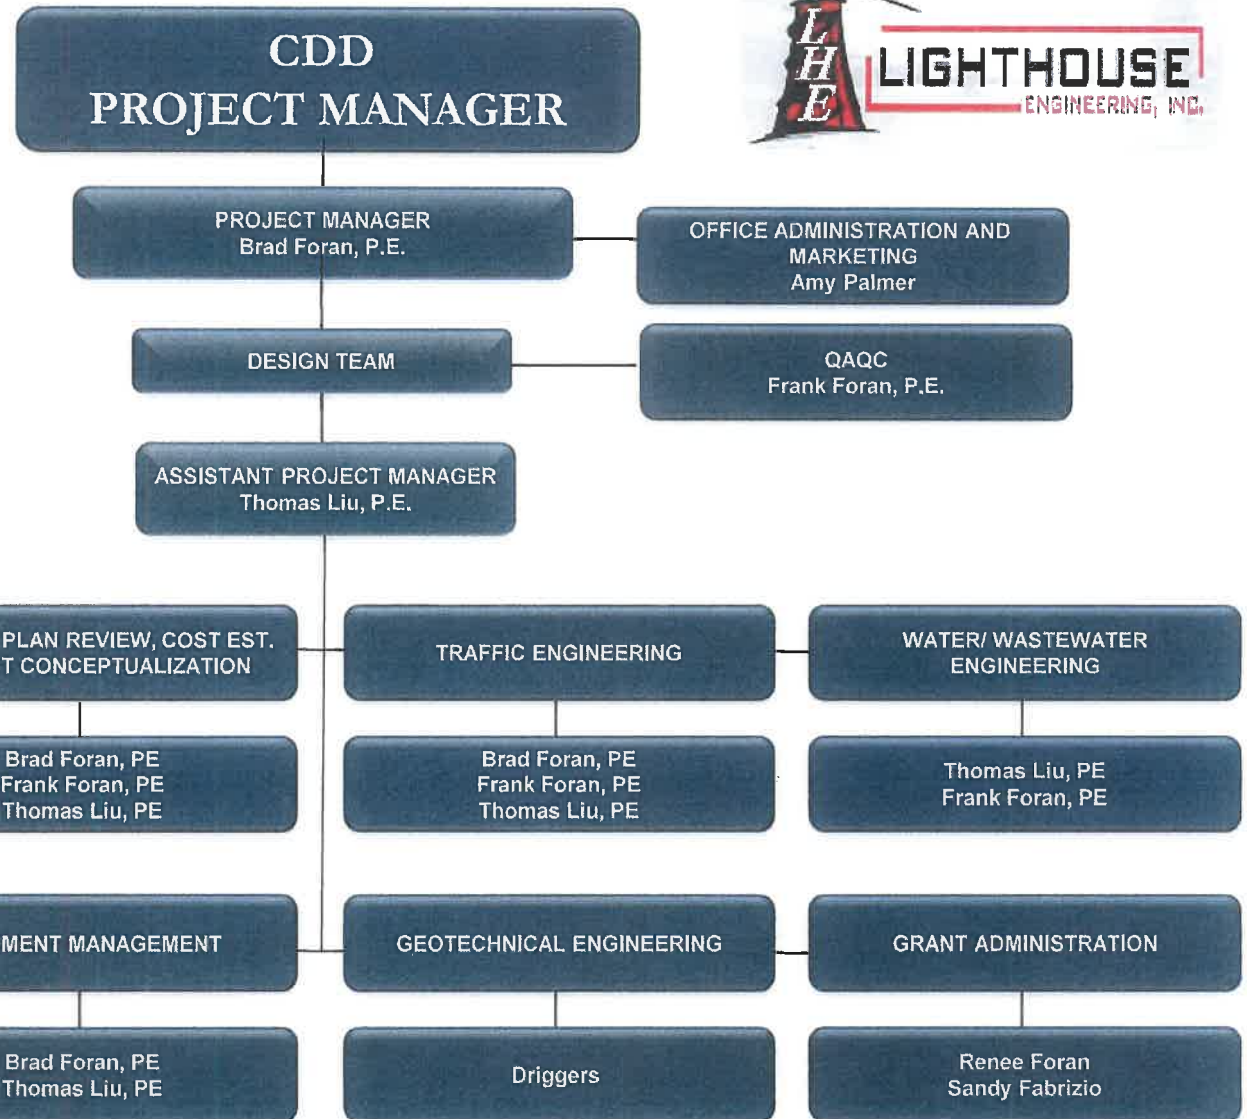 CDD
PROJECT MANAGER
LHE
LIGHTHOUSE
ENGINEERING, INC.
PROJECT MANAGER
Brad Foran, P.E.
OFFICE ADMINISTRATION AND
MARKETING
Amy Palmer
DESIGN TEAM
QAQC
Frank Foran, P.E.
ASSISTANT PROJECT MANAGER
Thomas Liu, P.E.
PLAN REVIEW, COST EST.
T CONCEPTUALIZATION
TRAFFIC ENGINEERING
WATER/ WASTEWATER
ENGINEERING
Brad Foran, PE
Frank Foran, PE
Thomas Liu, PE
Brad Foran, PE
Frank Foran, PE
Thomas Liu, PE
Thomas Liu, PE
Frank Foran, PE
MENT MANAGEMENT
GEOTECHNICAL ENGINEERING
GRANT ADMINISTRATION
Brad Foran, PE
Thomas Liu, PE
Driggers
Renee Foran
Sandy Fabrizio